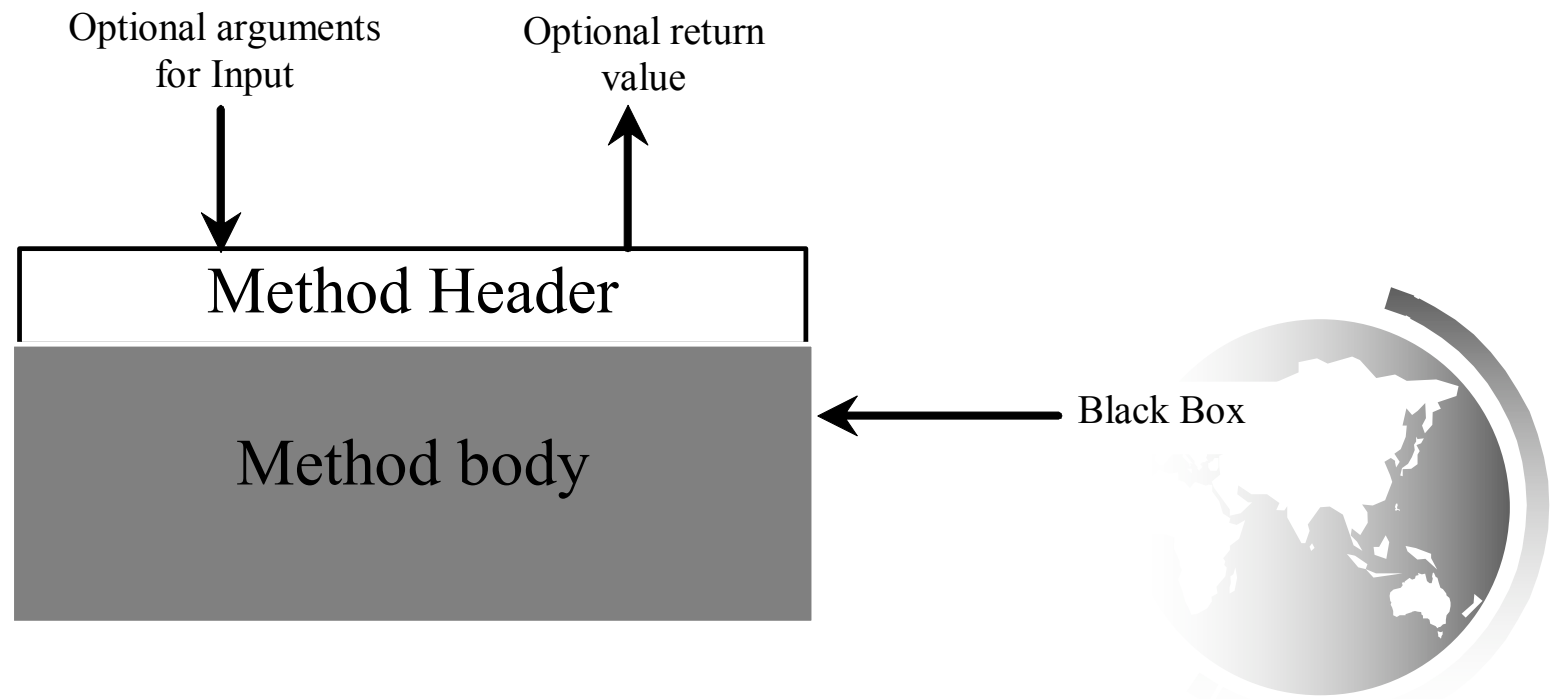 Optional arguments
for Input
Optional return
value
Method Header
Method body
Black Box